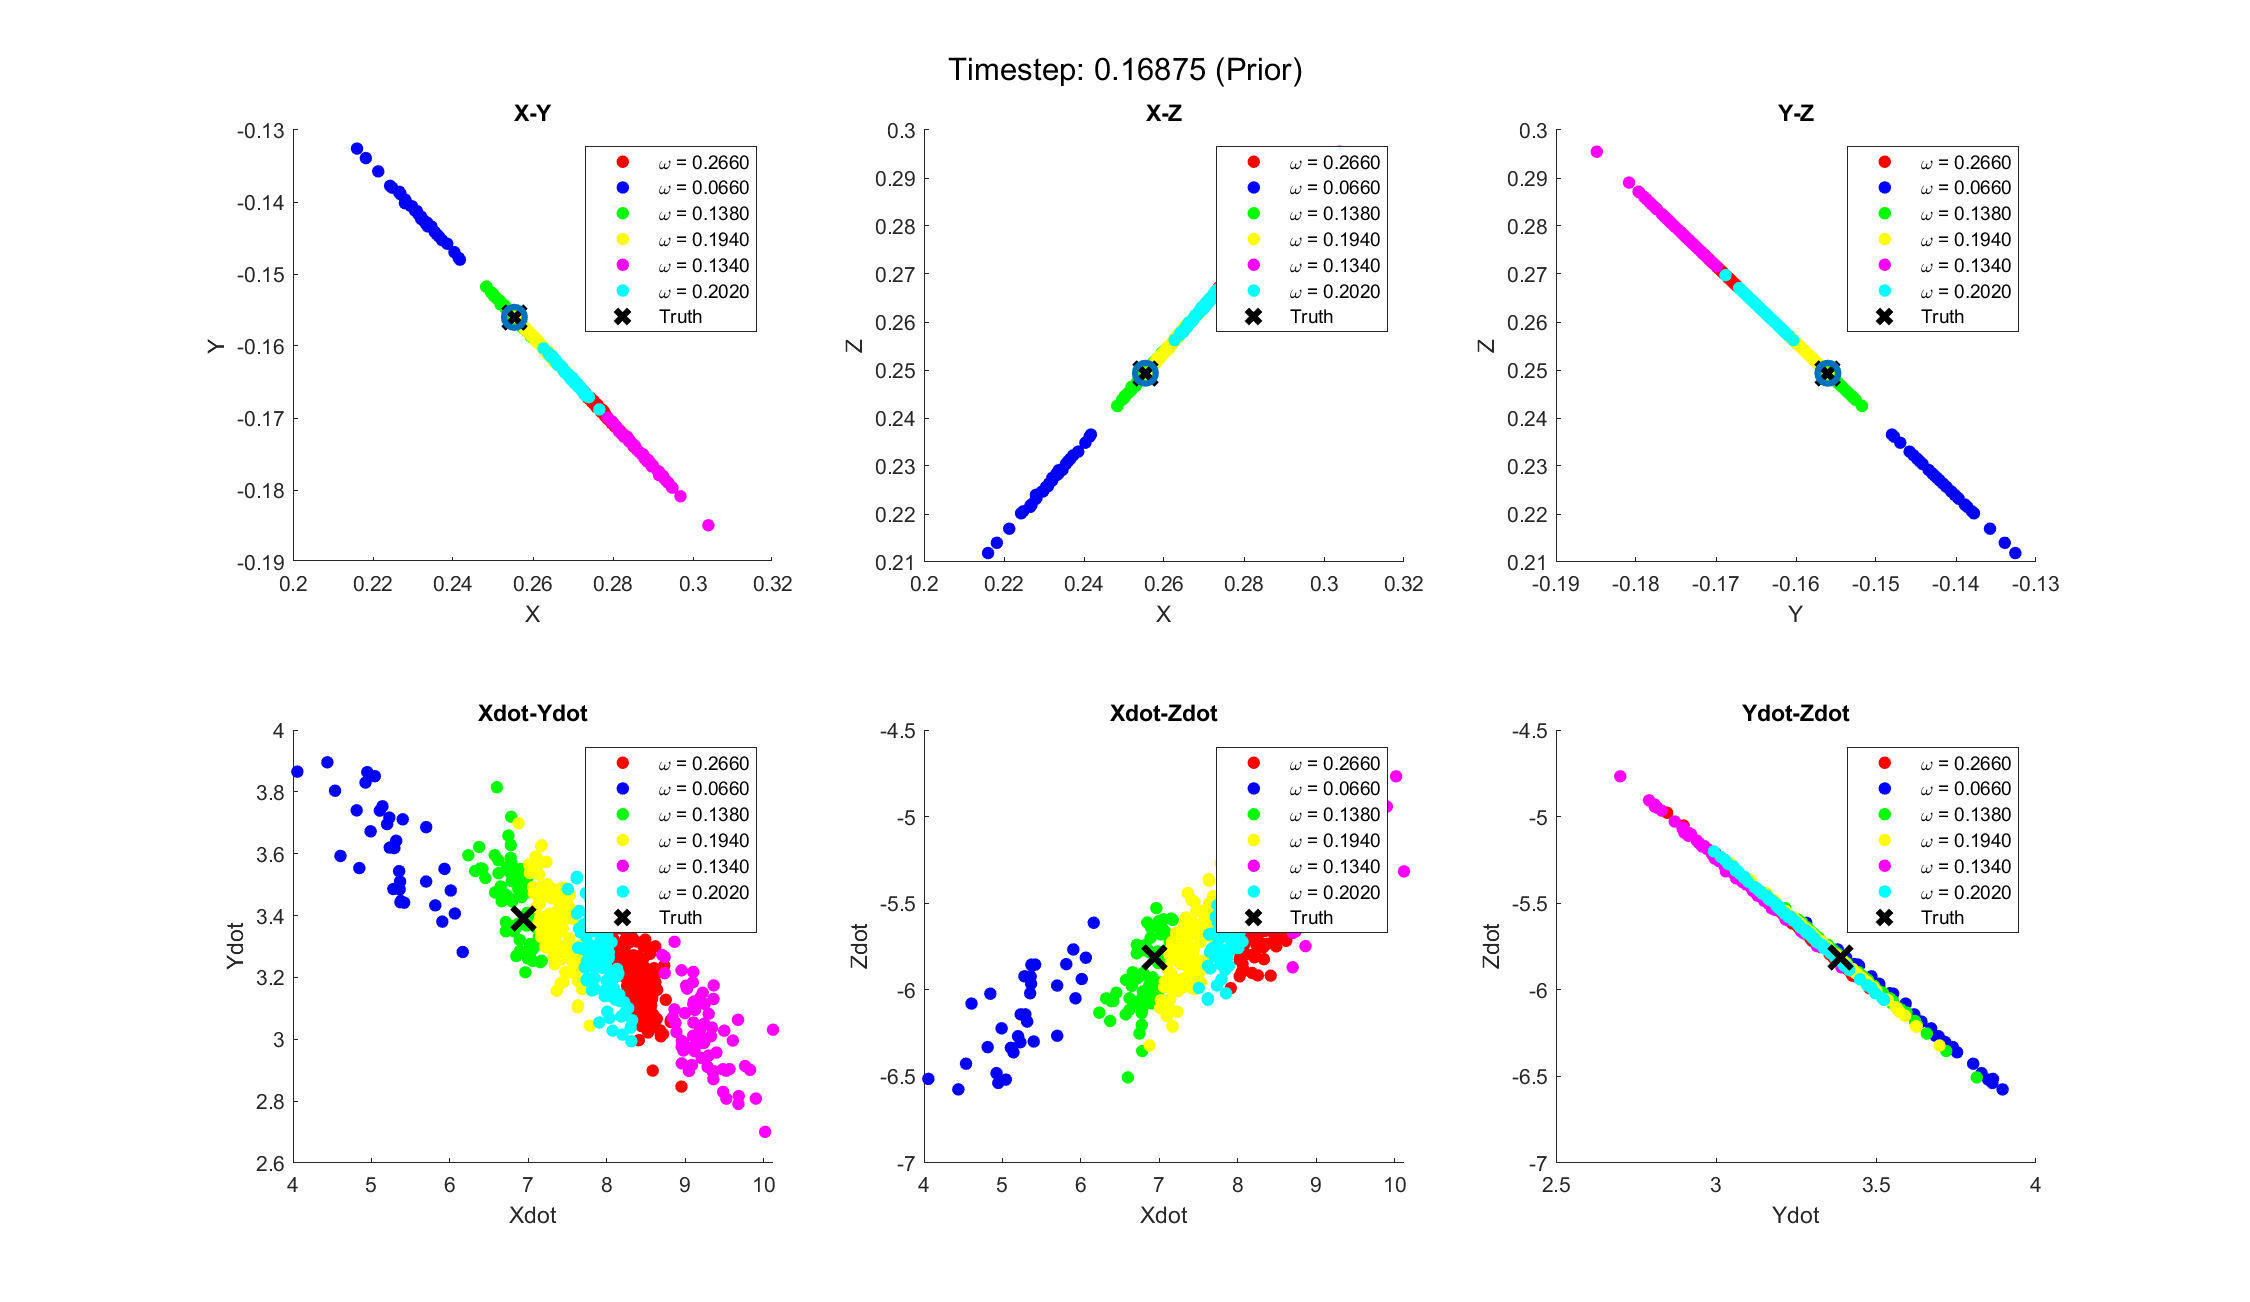 Timestep: 0.16875 (Prior)
X-Y
-0.13
-0.14
-0.15
-0.16
-0.17
-0.18
-0.19
Y
0.2 0.22 0.24 0.26 0.28 0.3 0.32
X
ω = 0.2660
ω = 0.0660
ω = 0.1380
ω = 0.1940
ω = 0.1340
ω = 0.2020
Truth
X-Z
0.3
0.29
0.28
0.27
0.26
0.25
0.24
0.23
0.22
0.21
Z
0.2 0.22 0.24 0.26 0.28 0.3 0.32
X
ω = 0.2660
ω = 0.0660
ω = 0.1380
ω = 0.1940
ω = 0.1340
ω = 0.2020
Truth
Y-Z
0.3
0.29
0.28
0.27
0.26
0.25
0.24
0.23
0.22
0.21
Z
-0.19 -0.18 -0.17 -0.16 -0.15 -0.14 -0.13
Y
ω = 0.2660
ω = 0.0660
ω = 0.1380
ω = 0.1940
ω = 0.1340
ω = 0.2020
Truth
Xdot-Ydot
4
3.8
3.6
3.4
3.2
3
2.8
2.6
Ydot
4 5 6 7 8 9 10
Xdot
ω = 0.2660
ω = 0.0660
ω = 0.1380
ω = 0.1940
ω = 0.1340
ω = 0.2020
Truth
Xdot-Zdot
-4.5
-5
-5.5
-6
-6.5
-7
Zdot
4 5 6 7 8 9 10
Xdot
ω = 0.2660
ω = 0.0660
ω = 0.1380
ω = 0.1940
ω = 0.1340
ω = 0.2020
Truth
Ydot-Zdot
-4.5
-5
-5.5
-6
-6.5
-7
Zdot
2.5 3 3.5 4
Ydot
ω = 0.2660
ω = 0.0660
ω = 0.1380
ω = 0.1940
ω = 0.1340
ω = 0.2020
Truth